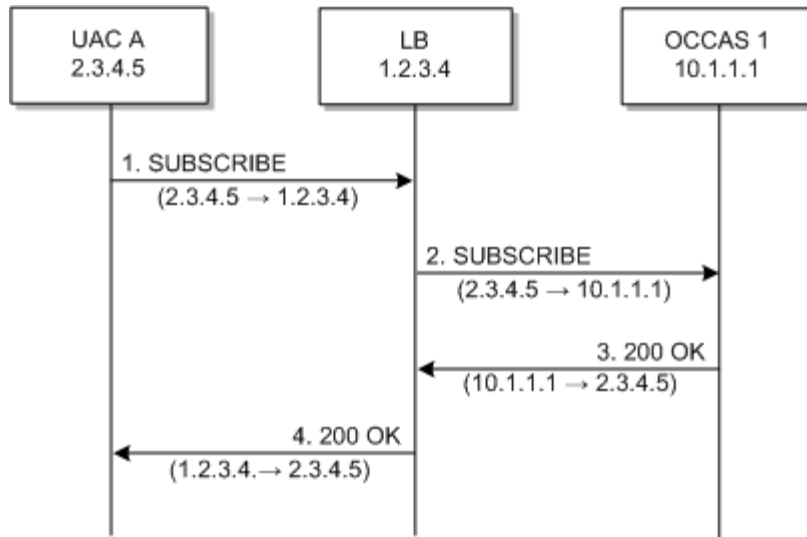 UAC A
2.3.4.5
LB
1.2.3.4
OCCAS 1
10.1.1.1
1. SUBSCRIBE
(2.3.4.5 → 1.2.3.4)
2. SUBSCRIBE
(2.3.4.5 → 10.1.1.1)
3. 200 OK
(10.1.1.1 → 2.3.4.5)
4. 200 OK
(1.2.3.4.→ 2.3.4.5)